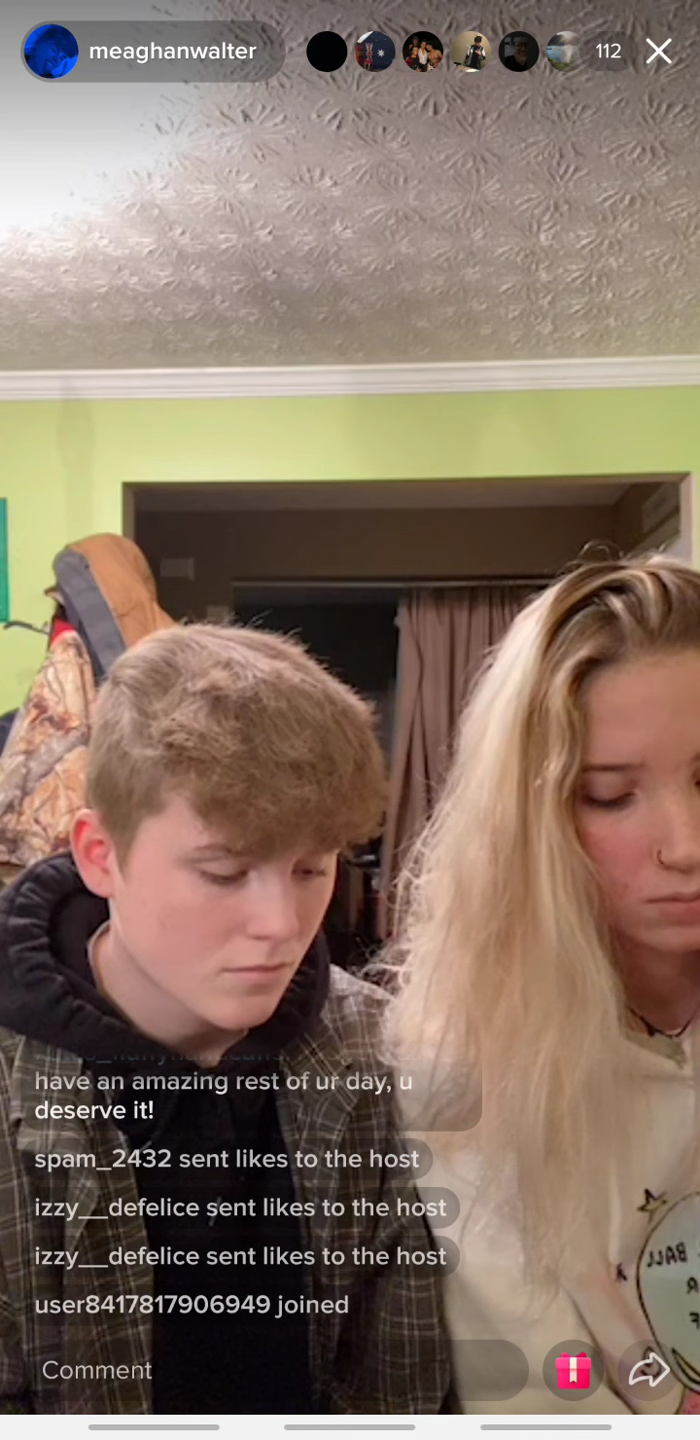 meaghanwalter
112
have an amazing rest of ur day, u
deserve it!
spam_2432 sent likes to the host
izzy__defelice sent likes to the host
izzy__defelice sent likes to the host
user8417817906949 joined
BALL
Comment